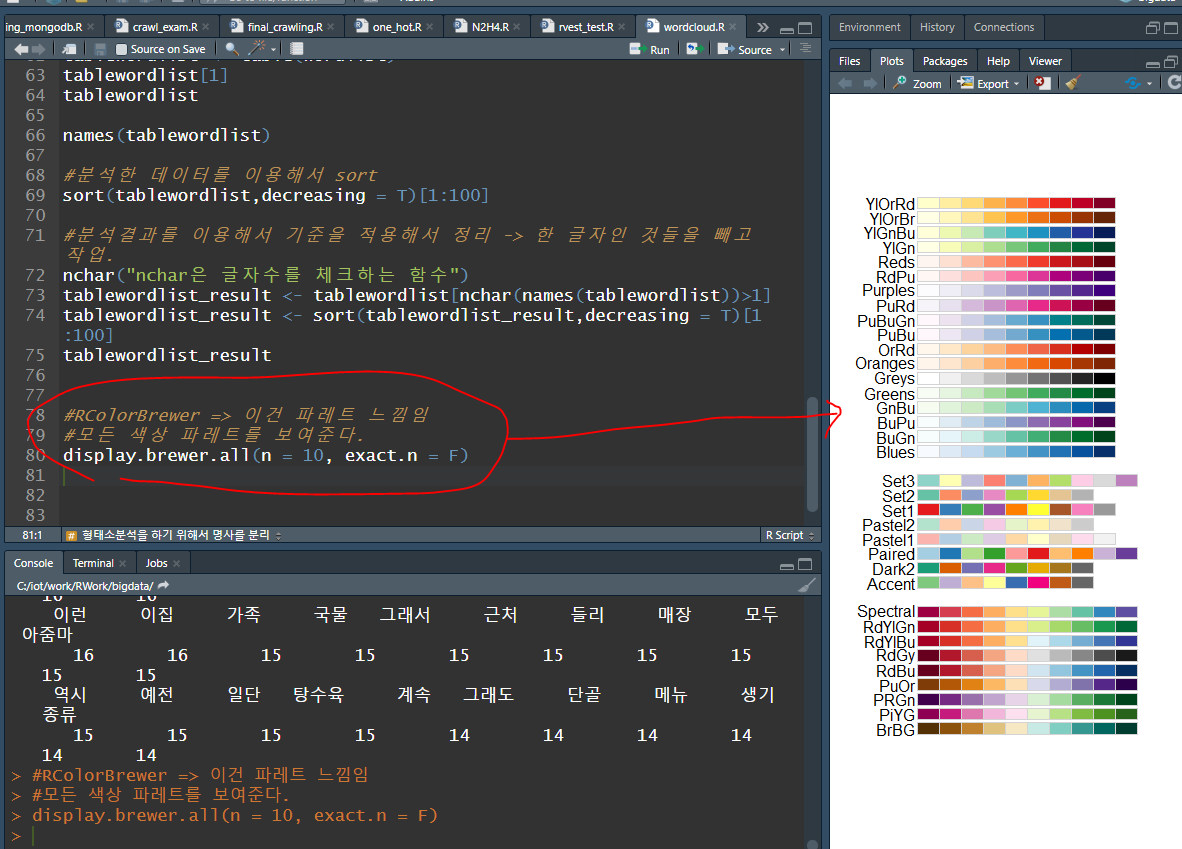 ing_mongodb.R
crawl_exam.R
final_crawling.R
one_hot.R
N2H4.R
rvest_test.R
wordcloud.R
Source on Save
Run
Source
63 tablewordlist[1]
64 tablewordlist
65
66 names(tablewordlist)
67
68 #분석한 데이터를 이용해서 sort
69 sort(tablewordlist,decreasing = T)[1:100]
70
71 #분석결과를 이용해서 기준을 적용해서 정리 -> 한 글자인 것들을 빼고
작업.
72 nchar("nchar은 글자수를 체크하는 함수")
73 tablewordlist_result <- tablewordlist[nchar(names(tablewordlist))>1]
74 tablewordlist_result <- sort(tablewordlist_result,decreasing = T)[1
:100]
75 tablewordlist_result
76
77
78 #RColorBrewer => 이건 파레트 느낌임
79 #모든 색상 파레트를 보여준다.
80 display.brewer.all(n = 10, exact.n = F)
81
82
83
81:1 # 형태소분석을 하기 위해서 명사를 분리 R Script
Console Terminal Jobs
C:/iot/work/RWork/bigdata/
16 16
이런 이집 가족 국물 그래서 근처 들리 매장 모두
아줌마
16 16 15 15 15 15 15 15
15 15
역시 예전 일단 탕수육 계속 그래도 단골 메뉴 생기
종류
15 15 15 15 14 14 14 14
14 14
> #RColorBrewer => 이건 파레트 느낌임
> #모든 색상 파레트를 보여준다.
> display.brewer.all(n = 10, exact.n = F)
>
Environment History Connections
Files Plots Packages Help Viewer
Zoom Export
YlOrRd
YlOrBr
YlGnBu
YlGn
Reds
RdPu
Purples
PuRd
PuBuGn
PuBu
OrRd
Oranges
Greys
Greens
GnBu
BuPu
BuGn
Blues
Set3
Set2
Set1
Pastel2
Pastel1
Paired
Dark2
Accent
Spectral
RdYlGn
RdYlBu
RdGy
RdBu
PuOr
PRGn
PiYG
BrBG